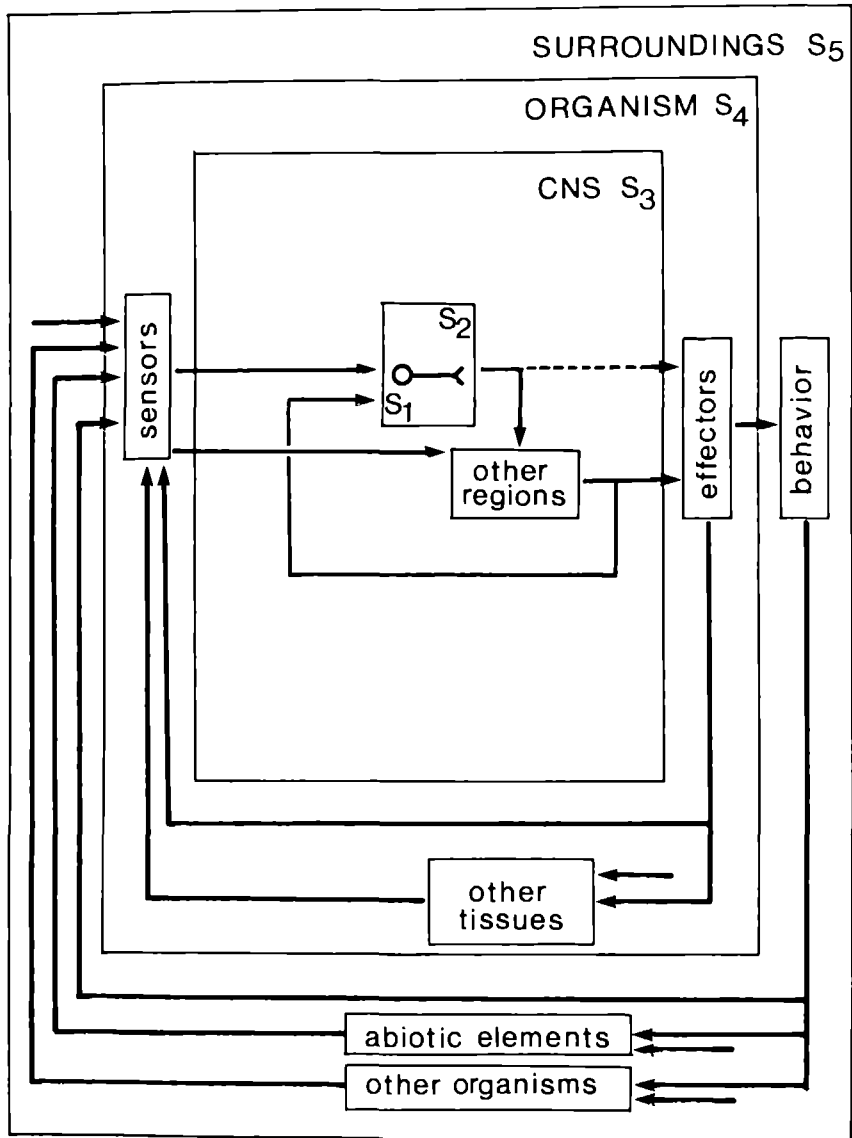 SURROUNDINGS S5
ORGANISM S4
CNS S3
sensors
S2
S1
other
regions
effectors
behavior
other
tissues
abiotic elements
other organisms